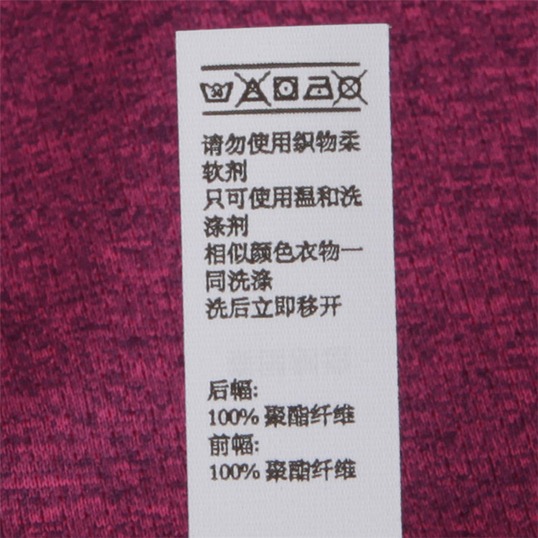 请勿使用织物柔
软剂
只可使用温和洗
涤剂
相似颜色衣物一
同洗涤
洗后立即移开
后幅:
100% 聚酯纤维
前幅:
100% 聚酯纤维